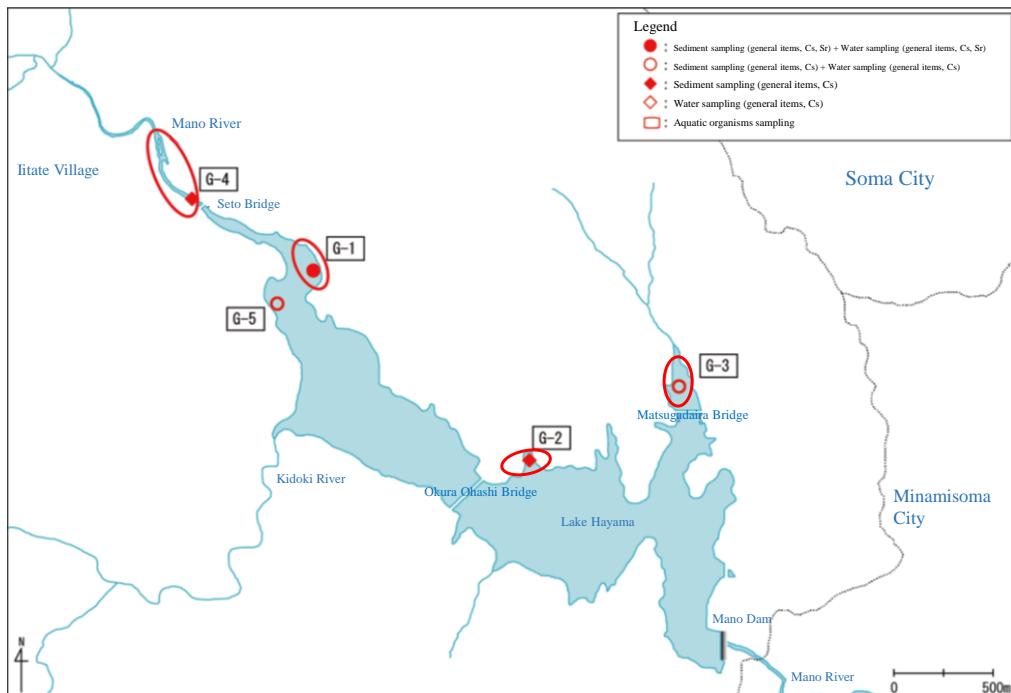 Legend
: Sediment sampling (general items, Cs, Sr) + Water sampling (general items, Cs, Sr)
: Sediment sampling (general items, Cs) + Water sampling (general items, Cs)
: Sediment sampling (general items, Cs)
: Water sampling (general items, Cs)
: Aquatic organisms sampling
Mano River
Iitate Village
G-4
Soma City
Seto Bridge
G-1
G-5
G-3
Matsugadaira Bridge
G-2
Kidoki River
Okura Ohashi Bridge
Lake Hayama
Minamisoma
City
Mano Dam
N
Mano River
0 500m